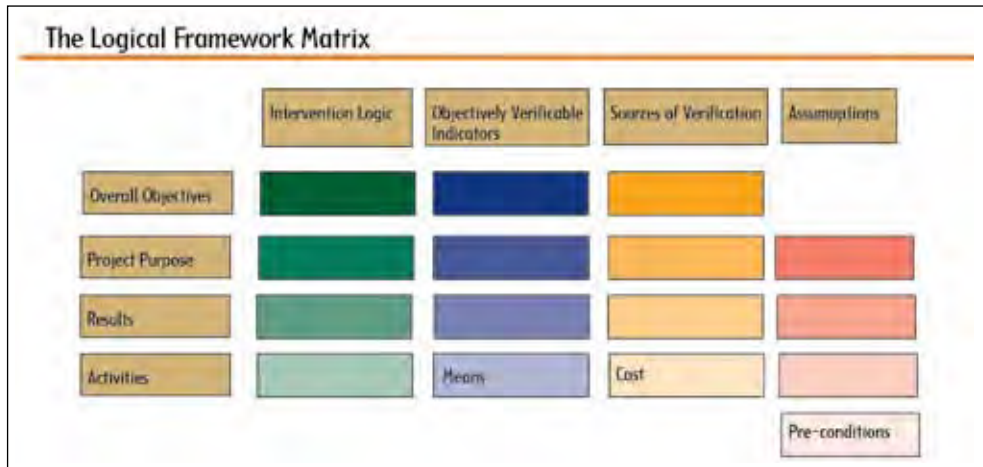 The Logical Framework Matrix
Intervention Logic
Objectively Verificable
Indicators
Sources of Verification
Assumoptions
Overall Objectives
Project Purpose
Results
Activities
Means
Cost
Pre-conditions